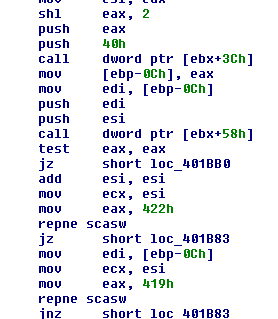 mov esi, eax
shl eax, 2
push eax
push 40h
call dword ptr [ebx+3Ch]
mov [ebp-0Ch], eax
mov edi, [ebp-0Ch]
push edi
push esi
call dword ptr [ebx+58h]
test eax, eax
jz short loc_401BB0
add esi, esi
mov ecx, esi
mov eax, 422h
repne scasw
jz short loc_401B83
mov edi, [ebp-0Ch]
mov ecx, esi
mov eax, 419h
repne scasw
jnz short loc_401B83